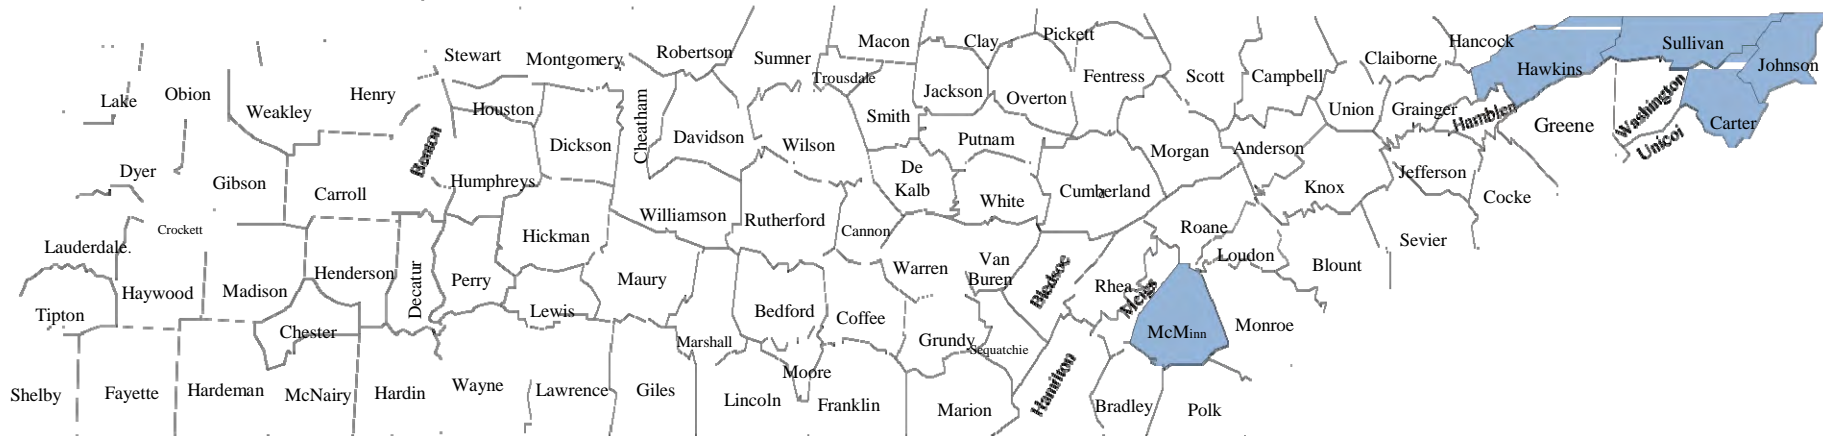 Stewart
Montgomery
Robertson
Sumner
Macon
Clay
Pickett
Hancock
Sullivan
Lake
Obion
Weakley
Henry
Houston
Cheatham
Trousdale
Jackson
Overton
Fentress
Scott
Campbell
Claiborne
Hawkins
Johnson
Benton
Dickson
Davidson
Wilson
Smith
Putnam
Morgan
Anderson
Union
Grainger
Hamblen
Greene
Washington
Unicoi
Carter
Dyer
Gibson
Carroll
Humphreys
De
Kalb
White
Cumberland
Knox
Jefferson
Cocke
Crockett
Williamson
Rutherford
Cannon
Roane
Sevier
Lauderdale.
Haywood
Madison
Henderson
Decatur
Perry
Hickman
Maury
Warren
Van
Buren
Bledsoe
Rhea
Meigs
Loudon
Blount
Tipton
Chester
Lewis
Bedford
Coffee
Grundy
Sequatchie
McMinn
Monroe
Marshall
Shelby
Fayette
Hardeman
McNairy
Hardin
Wayne
Lawrence
Giles
Lincoln
Moore
Franklin
Marion
Hamilton
Bradley
Polk